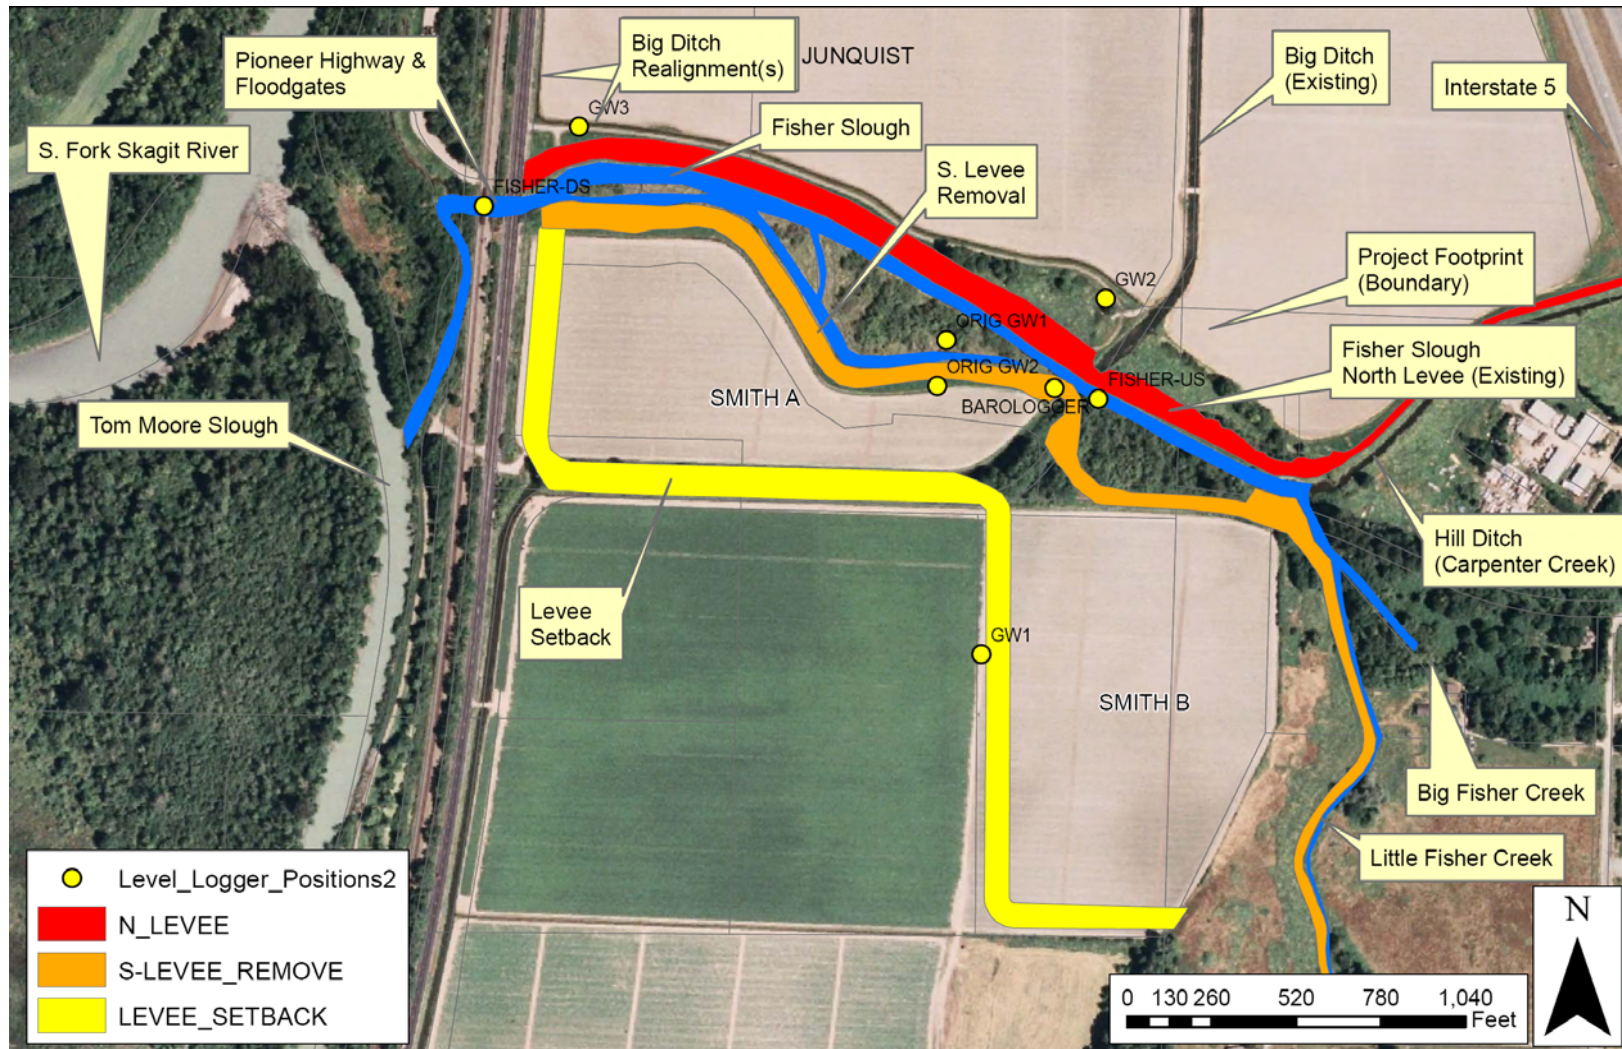 Big Ditch
Realignment(s)
JUNQUIST
Pioneer Highway &
Floodgates
Big Ditch
(Existing)
Interstate 5
GW3
Fisher Slough
S. Fork Skagit River
S. Levee
Removal
FISHER-DS
Project Footprint
(Boundary)
GW2
ORIG GW1
Fisher Slough
North Levee (Existing)
ORIG GW2
FISHER-US
SMITH A
BAROLOGGER
Tom Moore Slough
Hill Ditch
(Carpenter Creek)
Levee
Setback
GW1
SMITH B
Big Fisher Creek
Little Fisher Creek
Level_Logger_Positions2
N_LEVEE
S-LEVEE_REMOVE
LEVEE_SETBACK
N
0 130 260 520 780 1,040
Feet